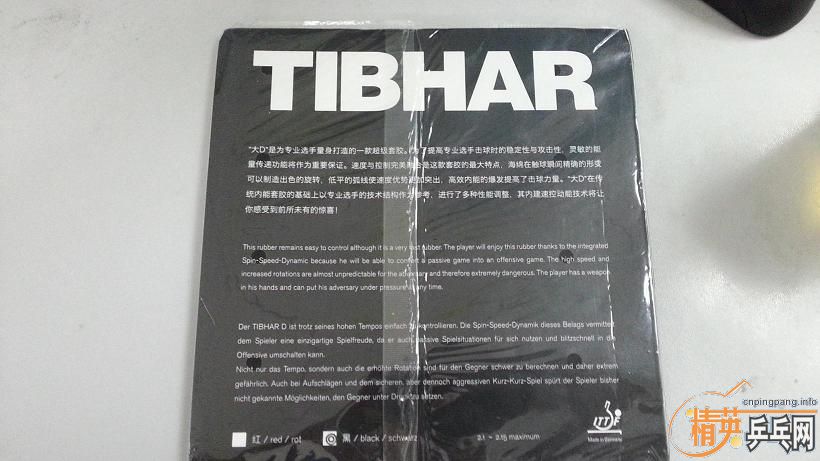 TIBHAR
"大D"是为专业选手量身打造的一款超级套胶。为了提高专业选手击球时的稳定性与攻击性，灵敏的能
量传递功能将作为重要保证。速度与控制完美融合是这款套胶的最大特点，海绵在触球瞬间精确的形变
可以制造出色的旋转，低平的弧线使速度优势更加突出，高效内能的爆发提高了击球力量。"大D"在传
统内能套胶的基础上以专业选手的技术结构作为参考，进行了多种性能调整，其内建速控动能技术将让
你感受到前所未有的惊喜！
This rubber remains easy to control although it is a very fast rubber. The player will enjoy this rubber thanks to the integrated
Spin-Speed-Dynamic because he will be able to convert a passive game into an offensive game. The high speed and
increased rotations are almost unpredictable for the adversary and therefore extremely dangerous. The player has a weapon
in his hands and can put his adversary under pressure at any time.
Der TIBHAR D ist trotz seines hohen Tempos einfach zu kontrollieren. Die Spin-Speed-Dynamik dieses Belags vermittelt
dem Spieler eine einzigartige Spielfreude, da er auch passive Spielsituationen für sich nutzen und blitzschnell in die
Offensive umschalten kann.
Nicht nur das Tempo, sondern auch die erhöhte Rotation sind für den Gegner schwer zu berechnen und daher extrem
gefährlich. Auch bei Aufschlägen und dem sicheren, aber dennoch aggressiven Kurz-Kurz-Spiel spürt der Spieler bisher
nicht gekannte Möglichkeiten, den Gegner unter Druck zu setzen.
紅 / red / rot 黑 / black / schwarz 2.1 ~ 2.15 maximum
ITTF
Made in Germany
cnpingpang.info
精英乒乓网